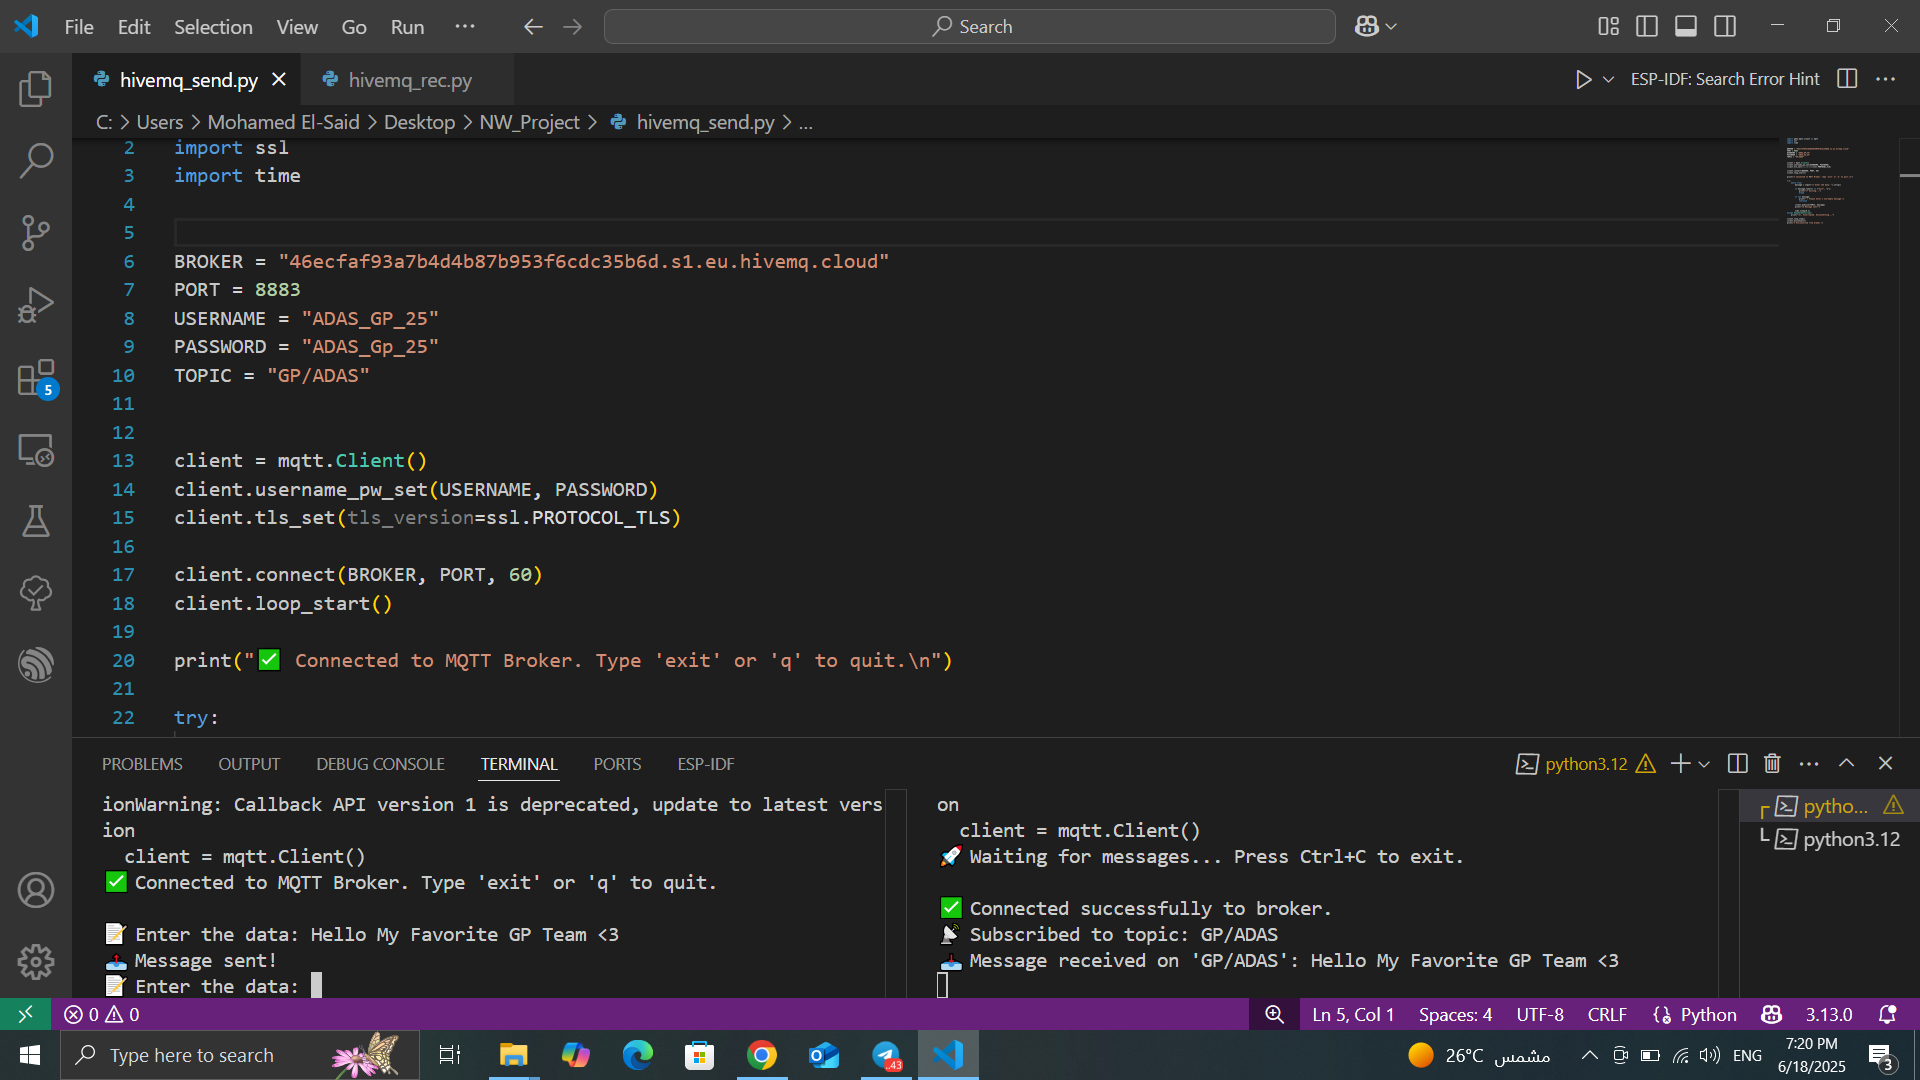 File Edit Selection View Go Run ... Search
hivemq_send.py hivemq_rec.py ESP-IDF: Search Error Hint
C: > Users > Mohamed El-Said > Desktop > NW_Project > hivemq_send.py > ...
2 import ssl
3 import time
4
5
6 BROKER = "46ecfaf93a7b4d4b87b953f6cdc35b6d.s1.eu.hivemq.cloud"
7 PORT = 8883
8 USERNAME = "ADAS_GP_25"
9 PASSWORD = "ADAS_Gp_25"
10 TOPIC = "GP/ADAS"
11
12
13 client = mqtt.Client()
14 client.username_pw_set(USERNAME, PASSWORD)
15 client.tls_set(tls_version=ssl.PROTOCOL_TLS)
16
17 client.connect(BROKER, PORT, 60)
18 client.loop_start()
19
20 print("✅ Connected to MQTT Broker. Type 'exit' or 'q' to quit.\n")
21
22 try:
5
PROBLEMS OUTPUT DEBUG CONSOLE TERMINAL PORTS ESP-IDF python3.12
ionWarning: Callback API version 1 is deprecated, update to latest vers
ion
client = mqtt.Client()
✅ Connected to MQTT Broker. Type 'exit' or 'q' to quit.
📝 Enter the data: Hello My Favorite GP Team <3
📤 Message sent!
📝 Enter the data:
on
client = mqtt.Client()
🚀 Waiting for messages... Press Ctrl+C to exit.
✅ Connected successfully to broker.
📡 Subscribed to topic: GP/ADAS
📥 Message received on 'GP/ADAS': Hello My Favorite GP Team <3
pytho...
python3.12
0 0 Ln 5, Col 1 Spaces: 4 UTF-8 CRLF Python 3.13.0
Type here to search 43 26°C مشمس ENG 7:20 PM 3
6/18/2025